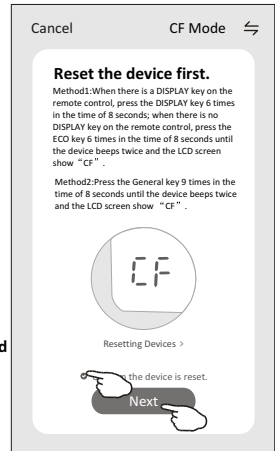 Cancel CF Mode
Reset the device first.
Method1:When there is a DISPLAY key on the
remote control, press the DISPLAY key 6 times
in the time of 8 seconds; when there is no
DISPLAY key on the remote control, press the
ECO key 6 times in the time of 8 seconds until
the device beeps twice and the LCD screen
show “CF”.
Method2:Press the General key 9 times in the
time of 8 seconds until the device beeps twice
and the LCD screen show “CF”.
CF
Resetting Devices >
d
the device is reset.
Next